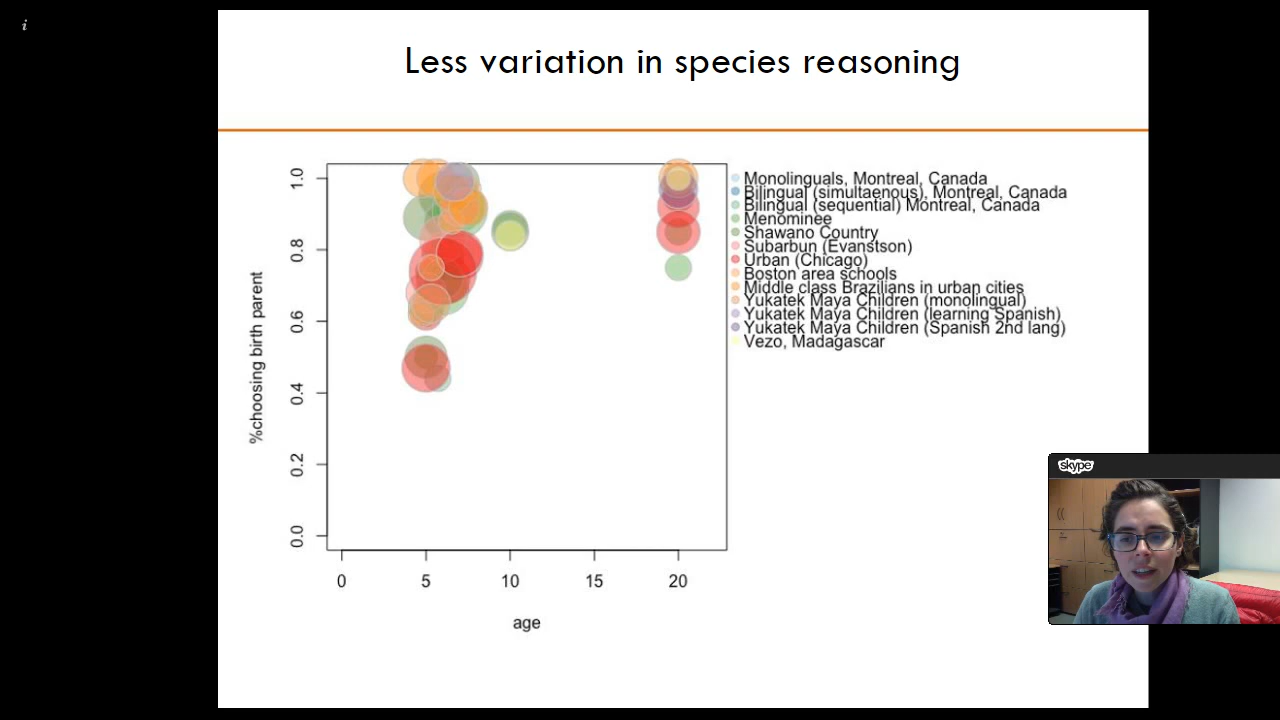 i
Less variation in species reasoning
%choosing birth parent
1.0
0.8
0.6
0.4
0.2
0.0
0 5 10 15 20
age
Monolinguals, Montreal, Canada
Bilingual (simultaenous), Montreal, Canada
Bilingual (sequential) Montreal, Canada
Menominee
Shawano Country
Subarbun (Evanstson)
Urban (Chicago)
Boston area schools
Middle class Brazilians in urban cities
Yukatek Maya Children (monolingual)
Yukatek Maya Children (learning Spanish)
Yukatek Maya Children (Spanish 2nd lang)
Vezo, Madagascar
skype